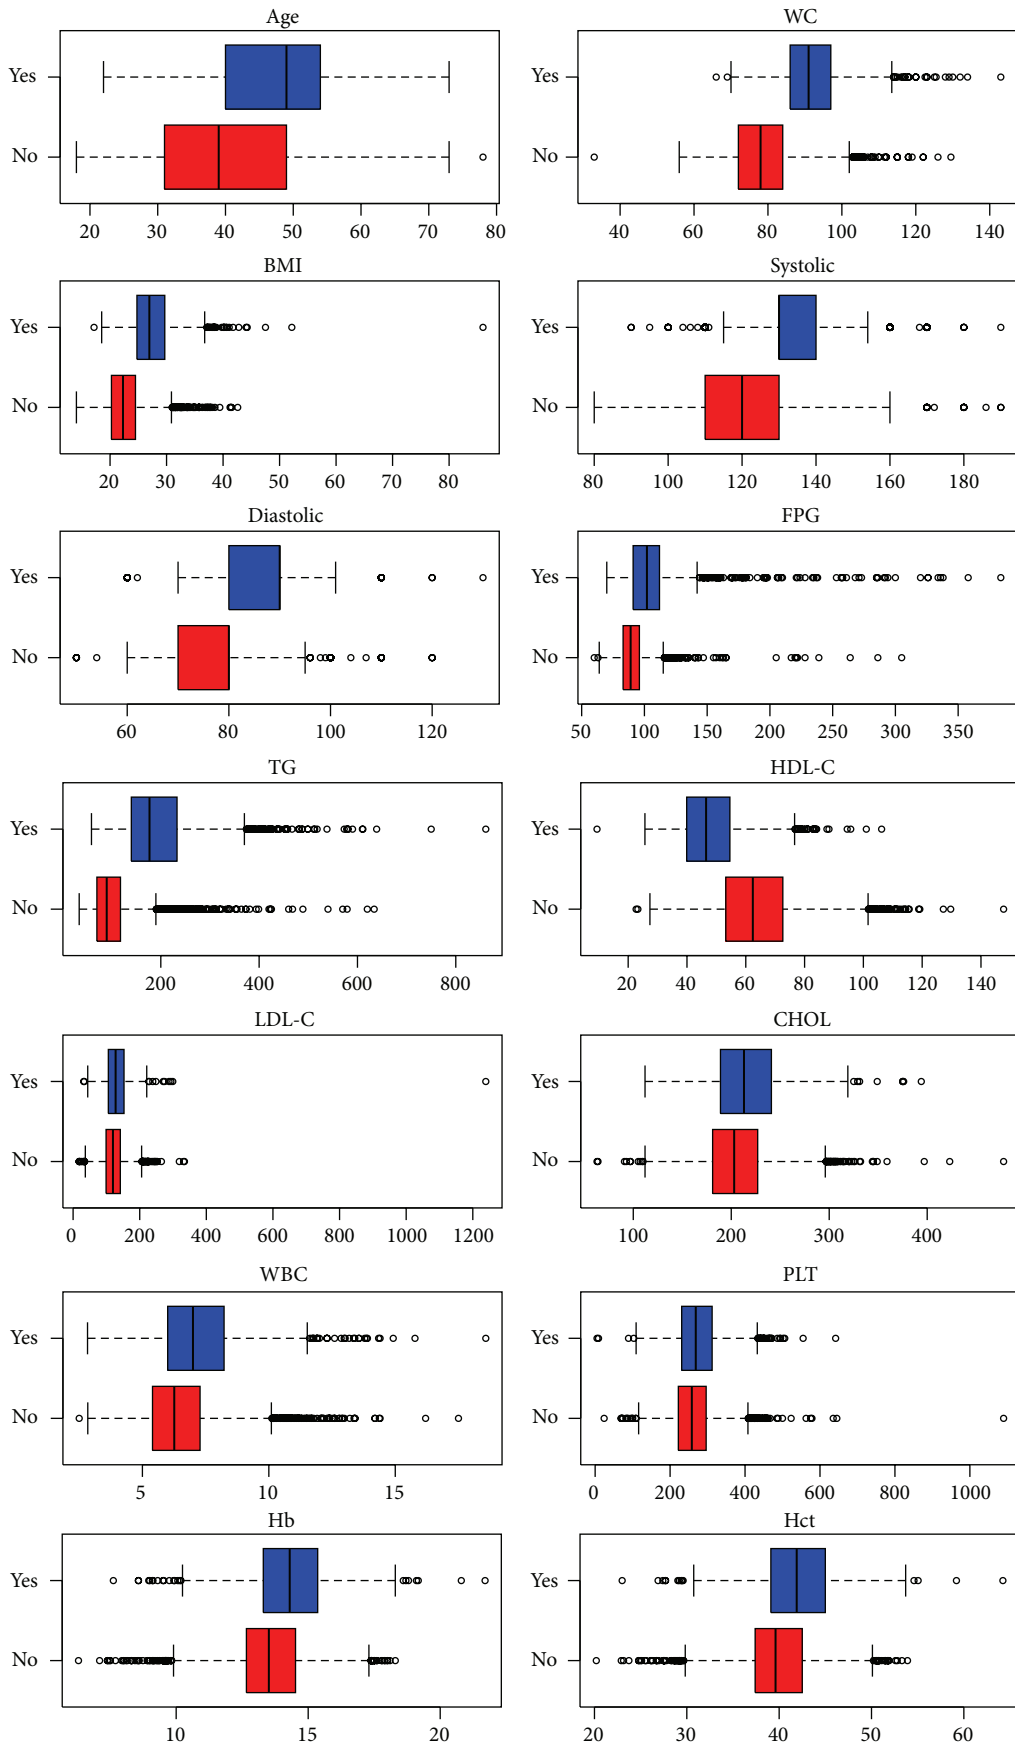 Age
Yes
No
20 30 40 50 60 70 80
WC
Yes
No
40 60 80 100 120 140
BMI
Yes
No
20 30 40 50 60 70 80
Systolic
Yes
No
80 100 120 140 160 180
Diastolic
Yes
No
60 80 100 120
FPG
Yes
No
50 100 150 200 250 300 350
TG
Yes
No
200 400 600 800
HDL-C
Yes
No
20 40 60 80 100 120 140
LDL-C
Yes
No
0 200 400 600 800 1000 1200
CHOL
Yes
No
100 200 300 400
WBC
Yes
No
5 10 15
PLT
Yes
No
0 200 400 600 800 1000
Hb
Yes
No
10 15 20
Hct
Yes
No
20 30 40 50 60